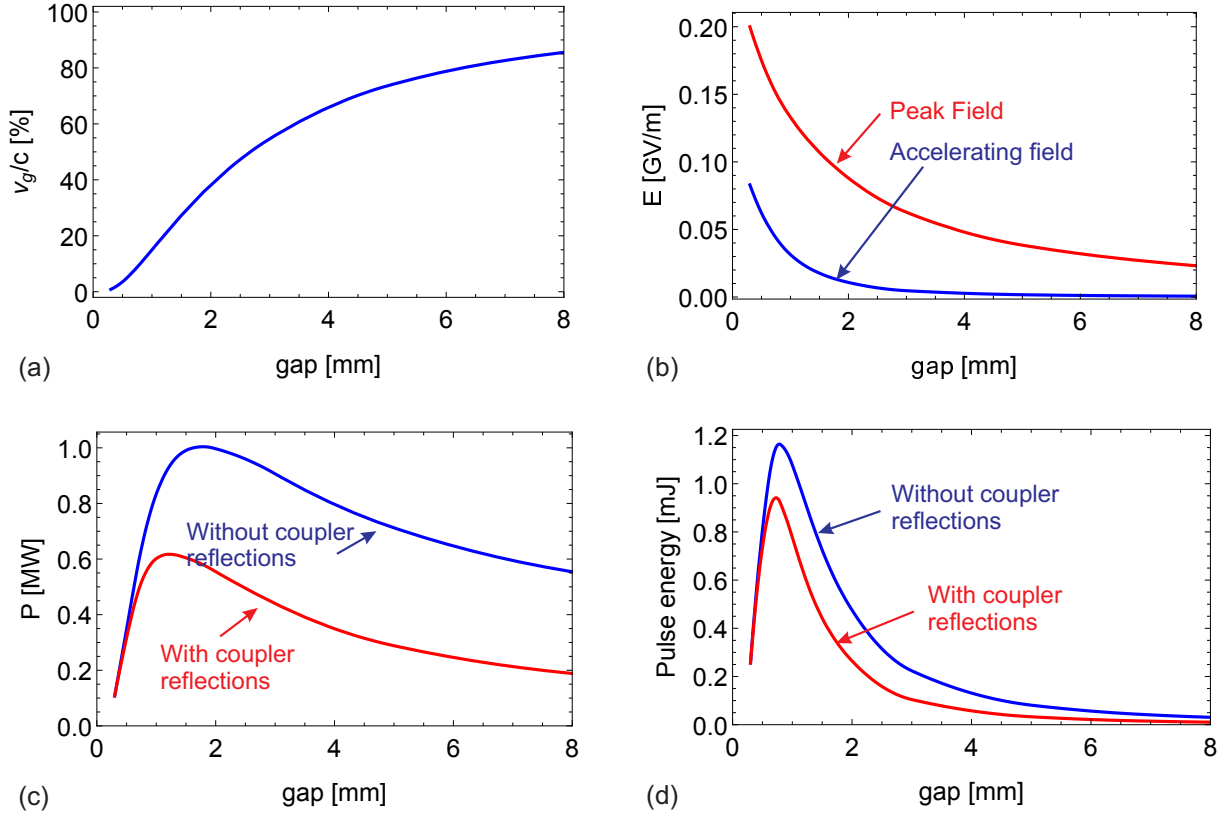 v_g/c [%]
100
80
60
40
20
0
0 2 4 6 8
gap [mm]
(a)
E [GV/m]
0.20
0.15
0.10
0.05
0.00
Peak Field
Accelerating field
0 2 4 6 8
gap [mm]
(b)
P [MW]
1.0
0.8
0.6
0.4
0.2
0.0
Without coupler
reflections
With coupler
reflections
0 2 4 6 8
gap [mm]
(c)
Pulse energy [mJ]
1.2
1.0
0.8
0.6
0.4
0.2
0.0
Without coupler
reflections
With coupler
reflections
0 2 4 6 8
gap [mm]
(d)